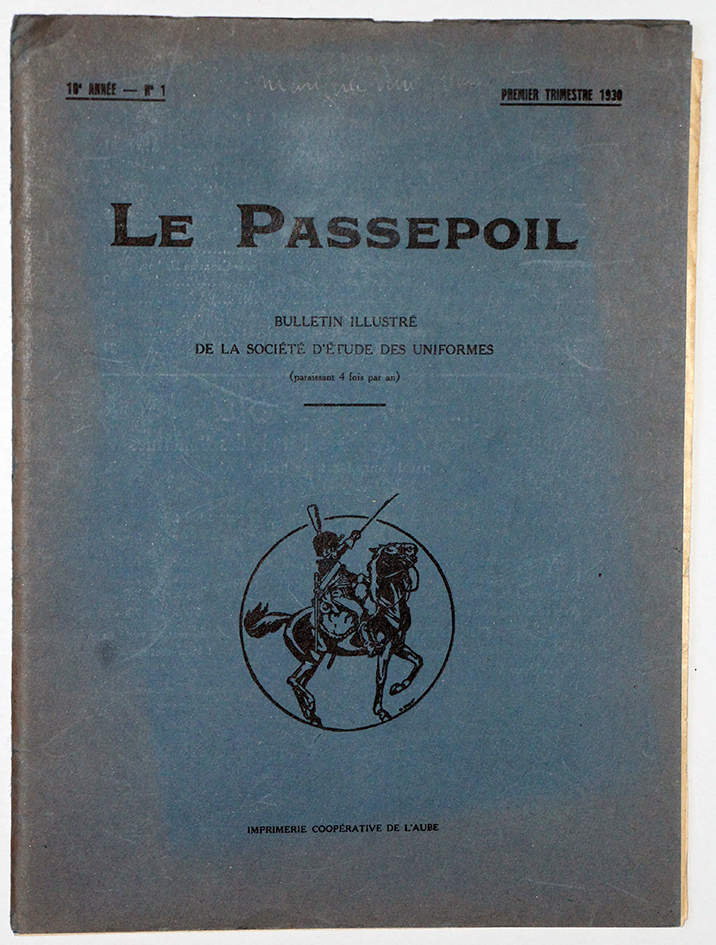 10e ANNÉE — N° 1
PREMIER TRIMESTRE 1930
LE PASSEPOIL
BULLETIN ILLUSTRÉ
DE LA SOCIÉTÉ D'ÉTUDE DES UNIFORMES
(paraissant 4 fois par an)
IMPRIMERIE COOPÉRATIVE DE L'AUBE